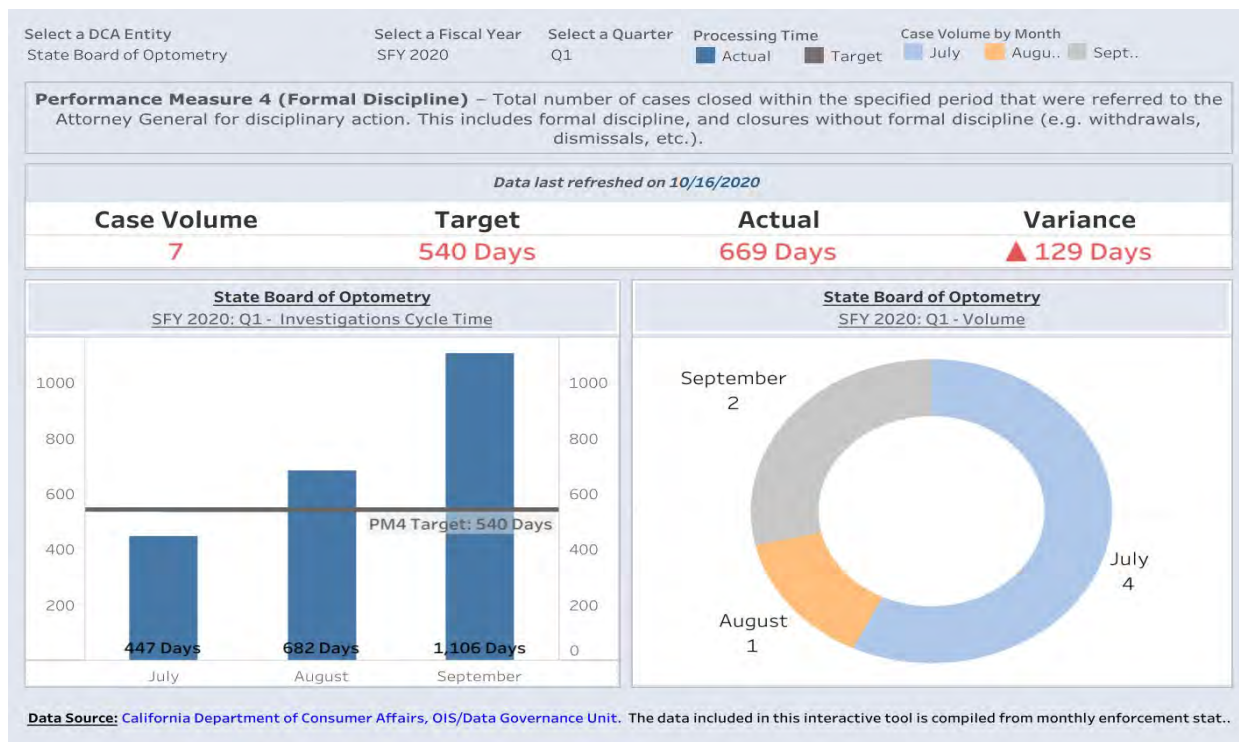 Select a DCA Entity
State Board of Optometry
Select a Fiscal Year
SFY 2020
Select a Quarter
Q1
Processing Time
Actual
Target
Case Volume by Month
July
Augu..
Sept..
Performance Measure 4 (Formal Discipline) – Total number of cases closed within the specified period that were referred to the
Attorney General for disciplinary action. This includes formal discipline, and closures without formal discipline (e.g. withdrawals,
dismissals, etc.).
Data last refreshed on 10/16/2020
Case Volume
7
Target
540 Days
Actual
669 Days
Variance
▲ 129 Days
State Board of Optometry
SFY 2020: Q1 - Investigations Cycle Time
1000
800
600
400
200
1000
800
600
400
200
0
PM4 Target: 540 Days
447 Days
682 Days
1,106 Days
July
August
September
State Board of Optometry
SFY 2020: Q1 - Volume
September
2
July
4
August
1
Data Source: California Department of Consumer Affairs, OIS/Data Governance Unit. The data included in this interactive tool is compiled from monthly enforcement stat..